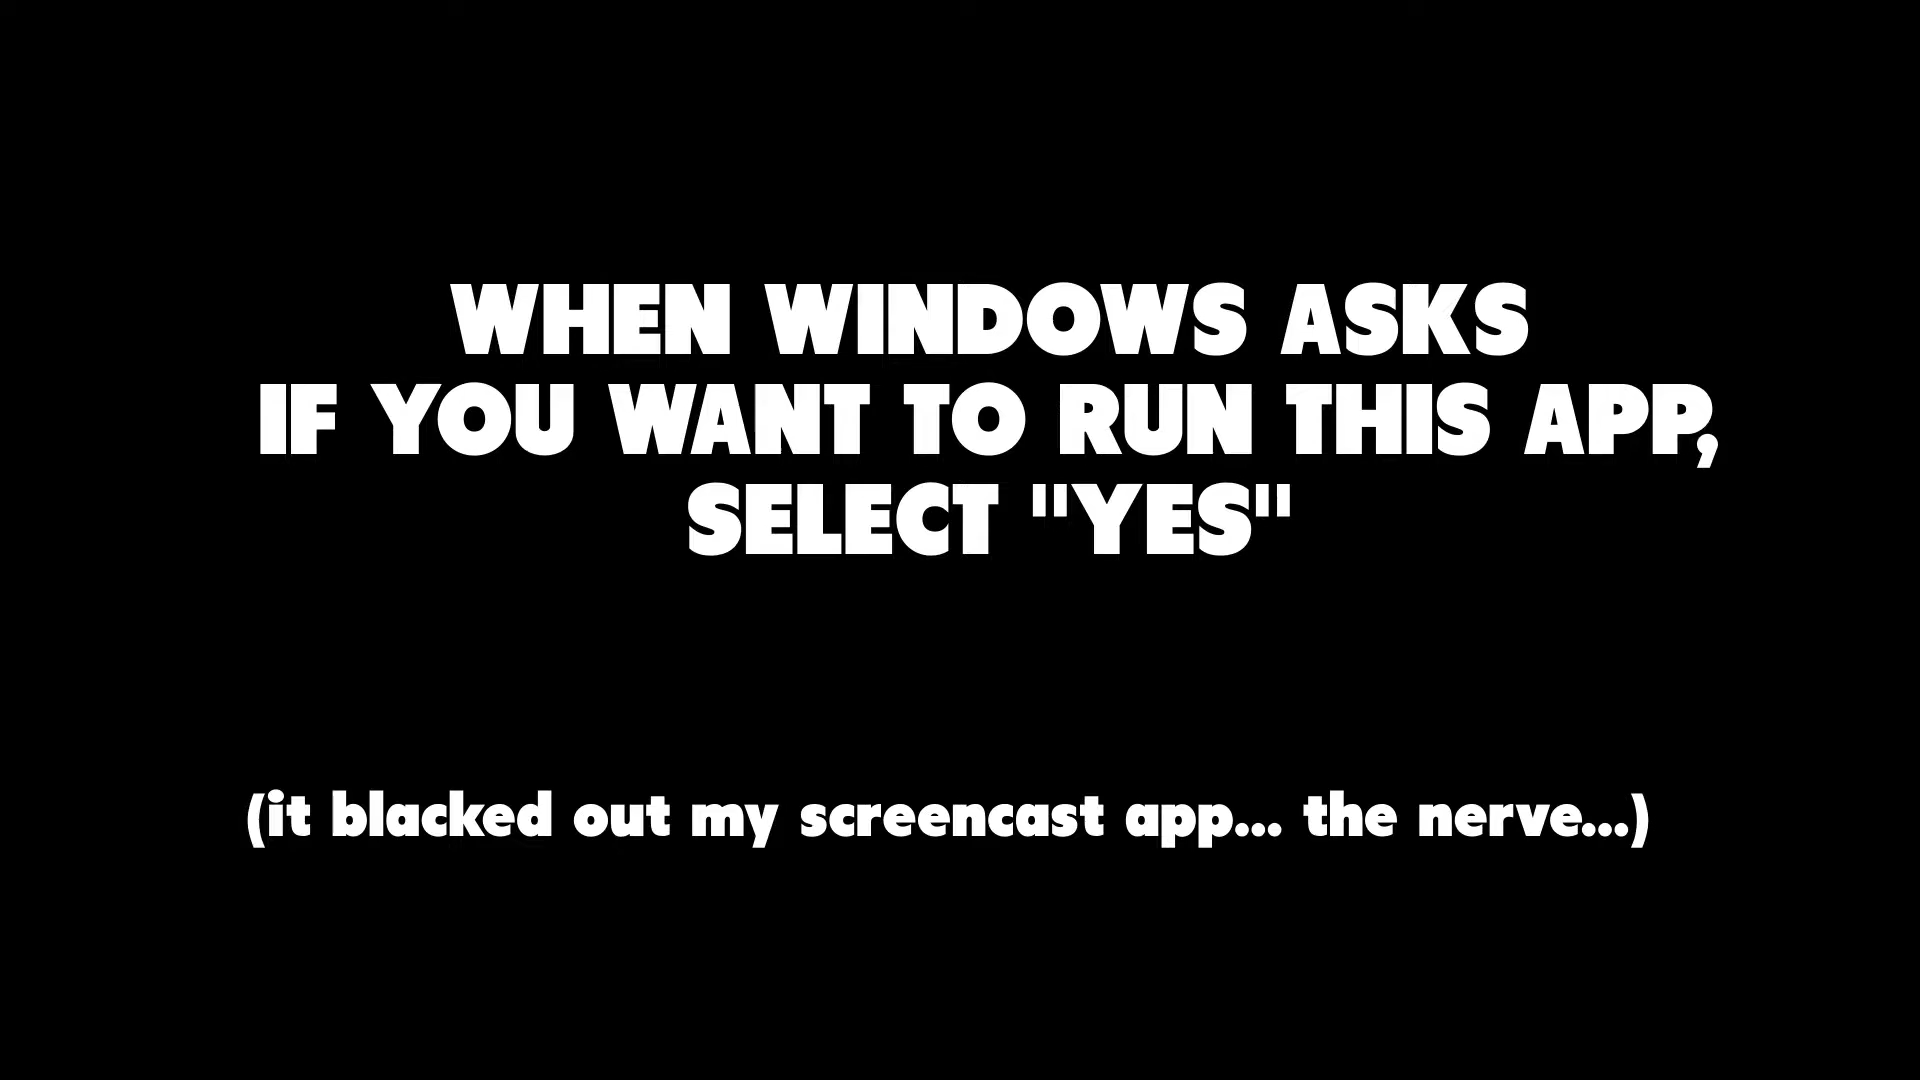 WHEN WINDOWS ASKS
IF YOU WANT TO RUN THIS APP,
SELECT "YES"
(it blacked out my screencast app... the nerve...)